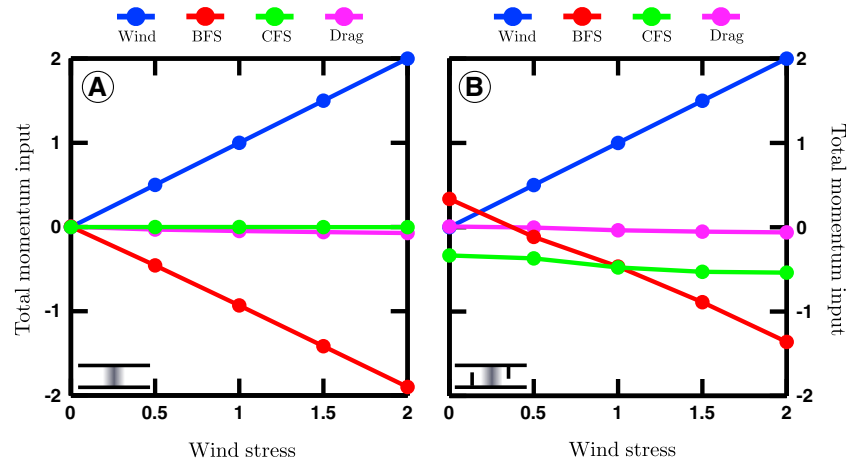 Wind BFS CFS Drag
Wind BFS CFS Drag
A
B
Total momentum input
2
1
0
-1
-2
0 0.5 1 1.5 2
Wind stress
0 0.5 1 1.5 2
Wind stress
2
1
0
-1
-2
Total momentum input